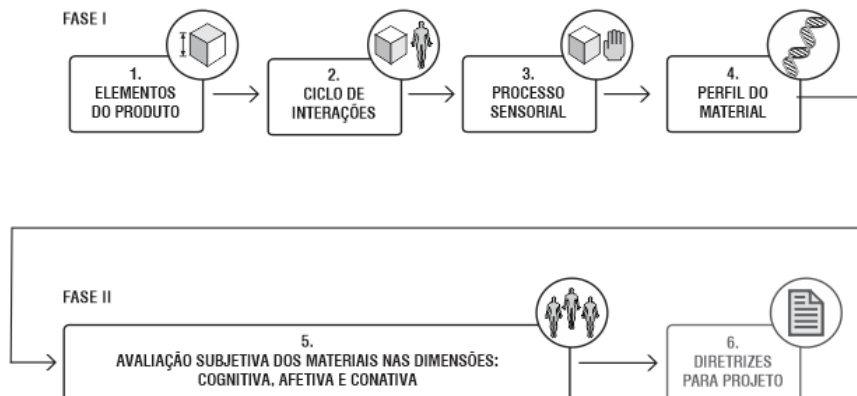 FASE I
1.
ELEMENTOS
DO PRODUTO
2.
CICLO DE
INTERAÇÕES
3.
PROCESSO
SENSORIAL
4.
PERFIL DO
MATERIAL
FASE II
5.
AVALIAÇÃO SUBJETIVA DOS MATERIAIS NAS DIMENSÕES:
COGNITIVA, AFETIVA E CONATIVA
6.
DIRETRIZES
PARA PROJETO